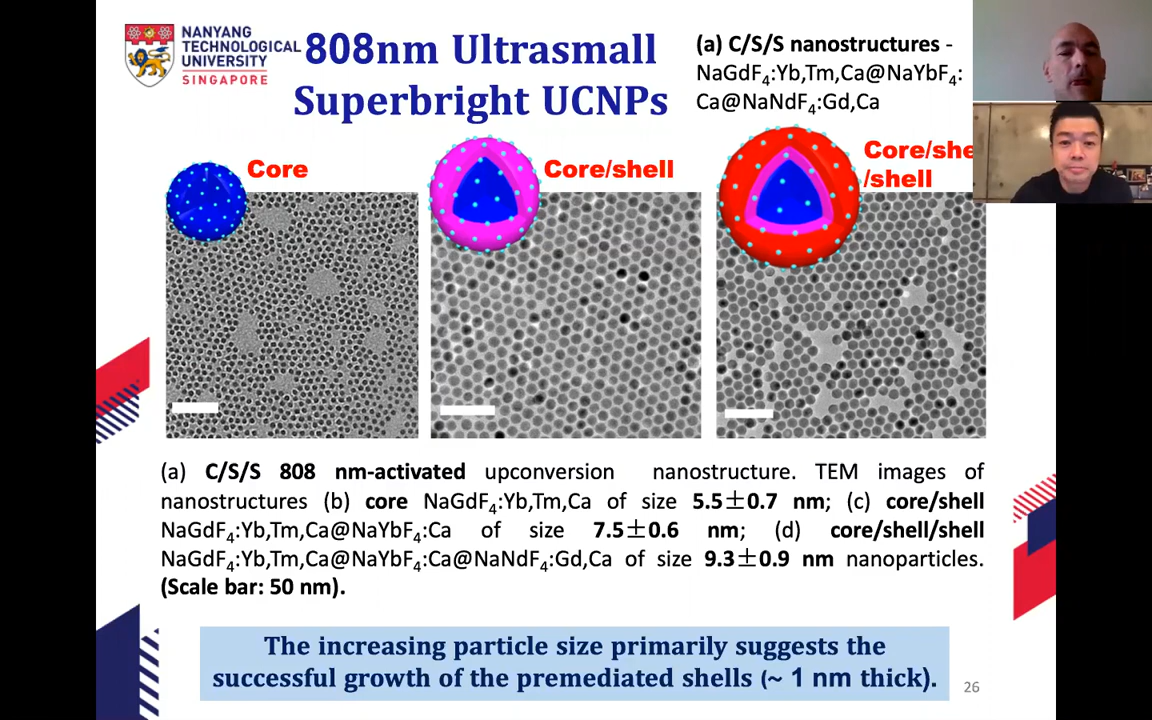 NANYANG
TECHNOLOGICAL
UNIVERSITY
SINGAPORE
808nm Ultrasmall
Superbright UCNPs
(a) C/S/S nanostructures -
NaGdF₄:Yb,Tm,Ca@NaYbF₄:
Ca@NaNdF₄:Gd,Ca
Core
Core/shell
Core/she
/shell
(a) C/S/S 808 nm-activated upconversion nanostructure. TEM images of
nanostructures (b) core NaGdF₄:Yb,Tm,Ca of size 5.5±0.7 nm; (c) core/shell
NaGdF₄:Yb,Tm,Ca@NaYbF₄:Ca of size 7.5±0.6 nm; (d) core/shell/shell
NaGdF₄:Yb,Tm,Ca@NaYbF₄:Ca@NaNdF₄:Gd,Ca of size 9.3±0.9 nm nanoparticles.
(Scale bar: 50 nm).
The increasing particle size primarily suggests the
successful growth of the premediated shells (~ 1 nm thick).
26